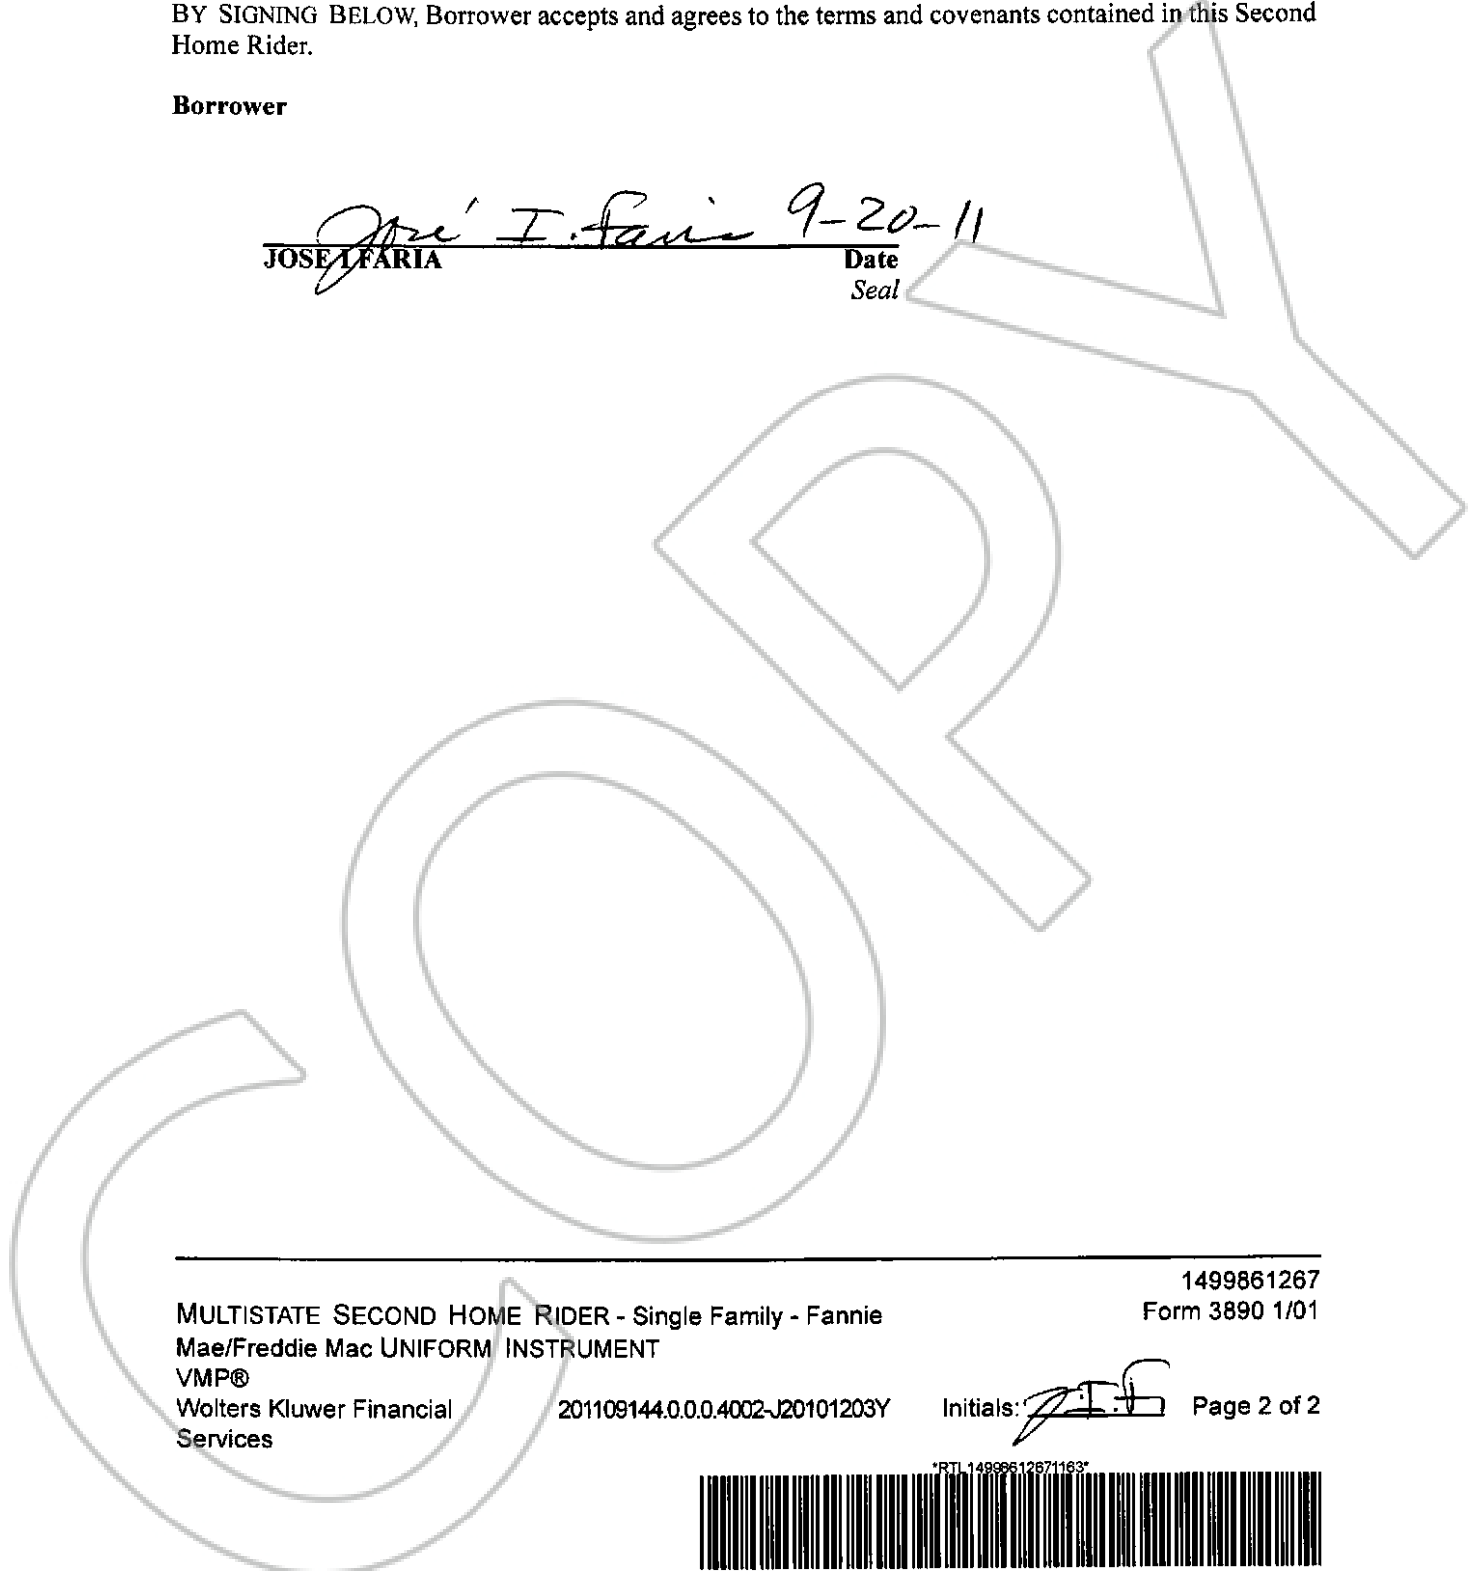 BY SIGNING BELOW, Borrower accepts and agrees to the terms and covenants contained in this Second
Home Rider.
Borrower
José I. Faria 9-20-11
JOSE I FARIA Date
Seal
COPY
1499861267
MULTISTATE SECOND HOME RIDER - Single Family - Fannie Form 3890 1/01
Mae/Freddie Mac UNIFORM INSTRUMENT
VMP®
Wolters Kluwer Financial 201109144.0.0.0.4002-J20101203Y Initials: J.I.F Page 2 of 2
Services
*RTL14998612671163*